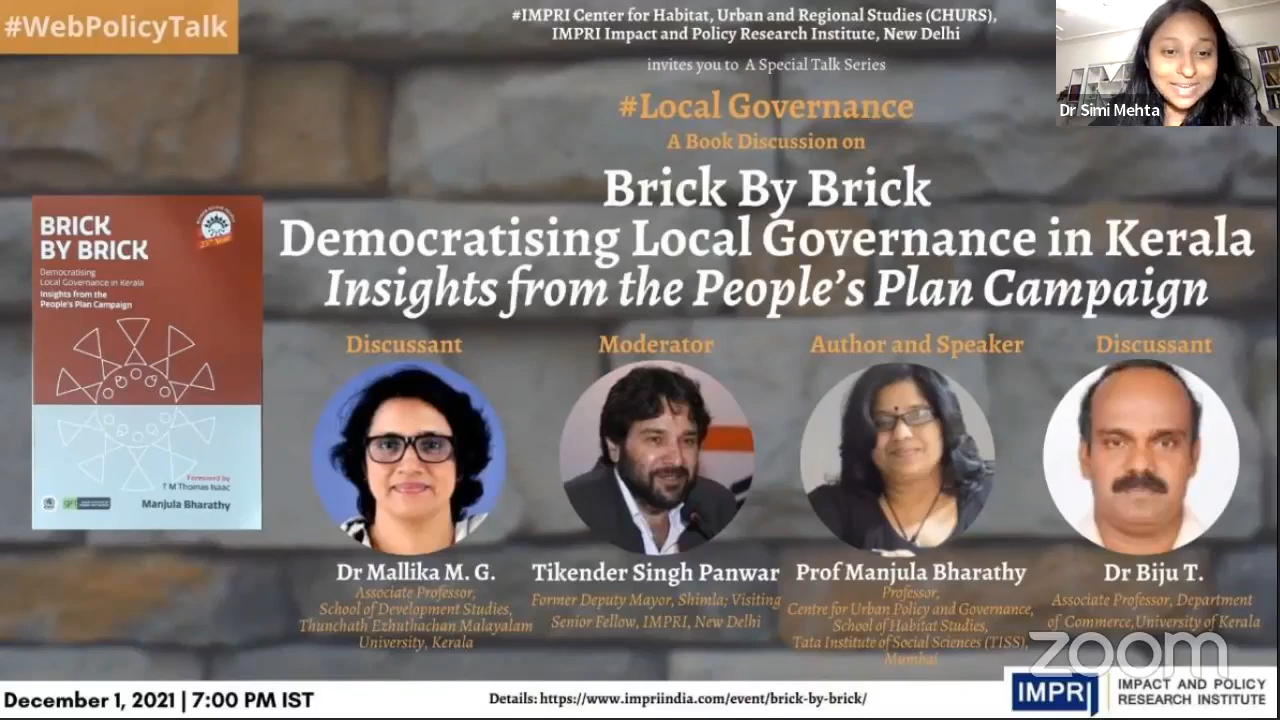 #WebPolicyTalk
#IMPRI Center for Habitat, Urban and Regional Studies (CHURS),
IMPRI Impact and Policy Research Institute, New Delhi
invites you to A Special Talk Series
#Local Governance
A Book Discussion on
Brick By Brick
Democratising Local Governance in Kerala
Insights from the People's Plan Campaign
Dr Simi Mehta
BRICK
BY BRICK
Democratising
Local Governance in Kerala
Insights from the
People's Plan Campaign
Foreword by
T M Thomas Isaac
Manjula Bharathy
Discussant
Dr Mallika M. G.
Associate Professor,
School of Development Studies,
Thunchath Ezhuthachan Malayalam
University, Kerala
Moderator
Tikender Singh Panwar
Former Deputy Mayor, Shimla; Visiting
Senior Fellow, IMPRI, New Delhi
Author and Speaker
Prof Manjula Bharathy
Professor,
Centre for Urban Policy and Governance,
School of Habitat Studies,
Tata Institute of Social Sciences (TISS),
Mumbai
Discussant
Dr Biju T.
Associate Professor, Department
of Commerce,University of Kerala
zoom
December 1, 2021 | 7:00 PM IST
Details: https://www.impriindia.com/event/brick-by-brick/
IMPRI
IMPACT AND POLICY
RESEARCH INSTITUTE